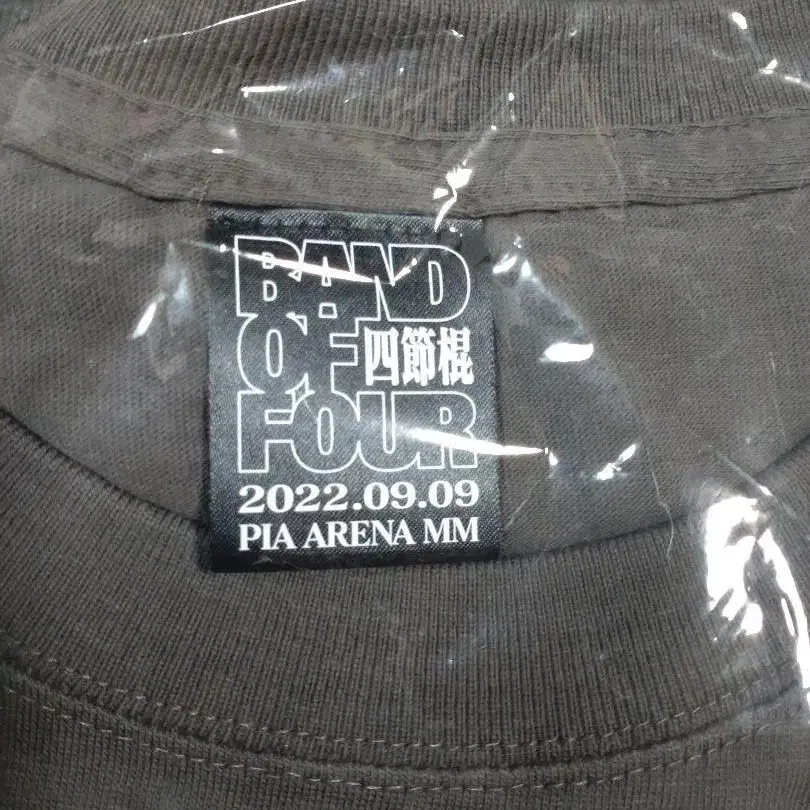 BAND
OF 四節棍
FOUR
2022.09.09
PIA ARENA MM